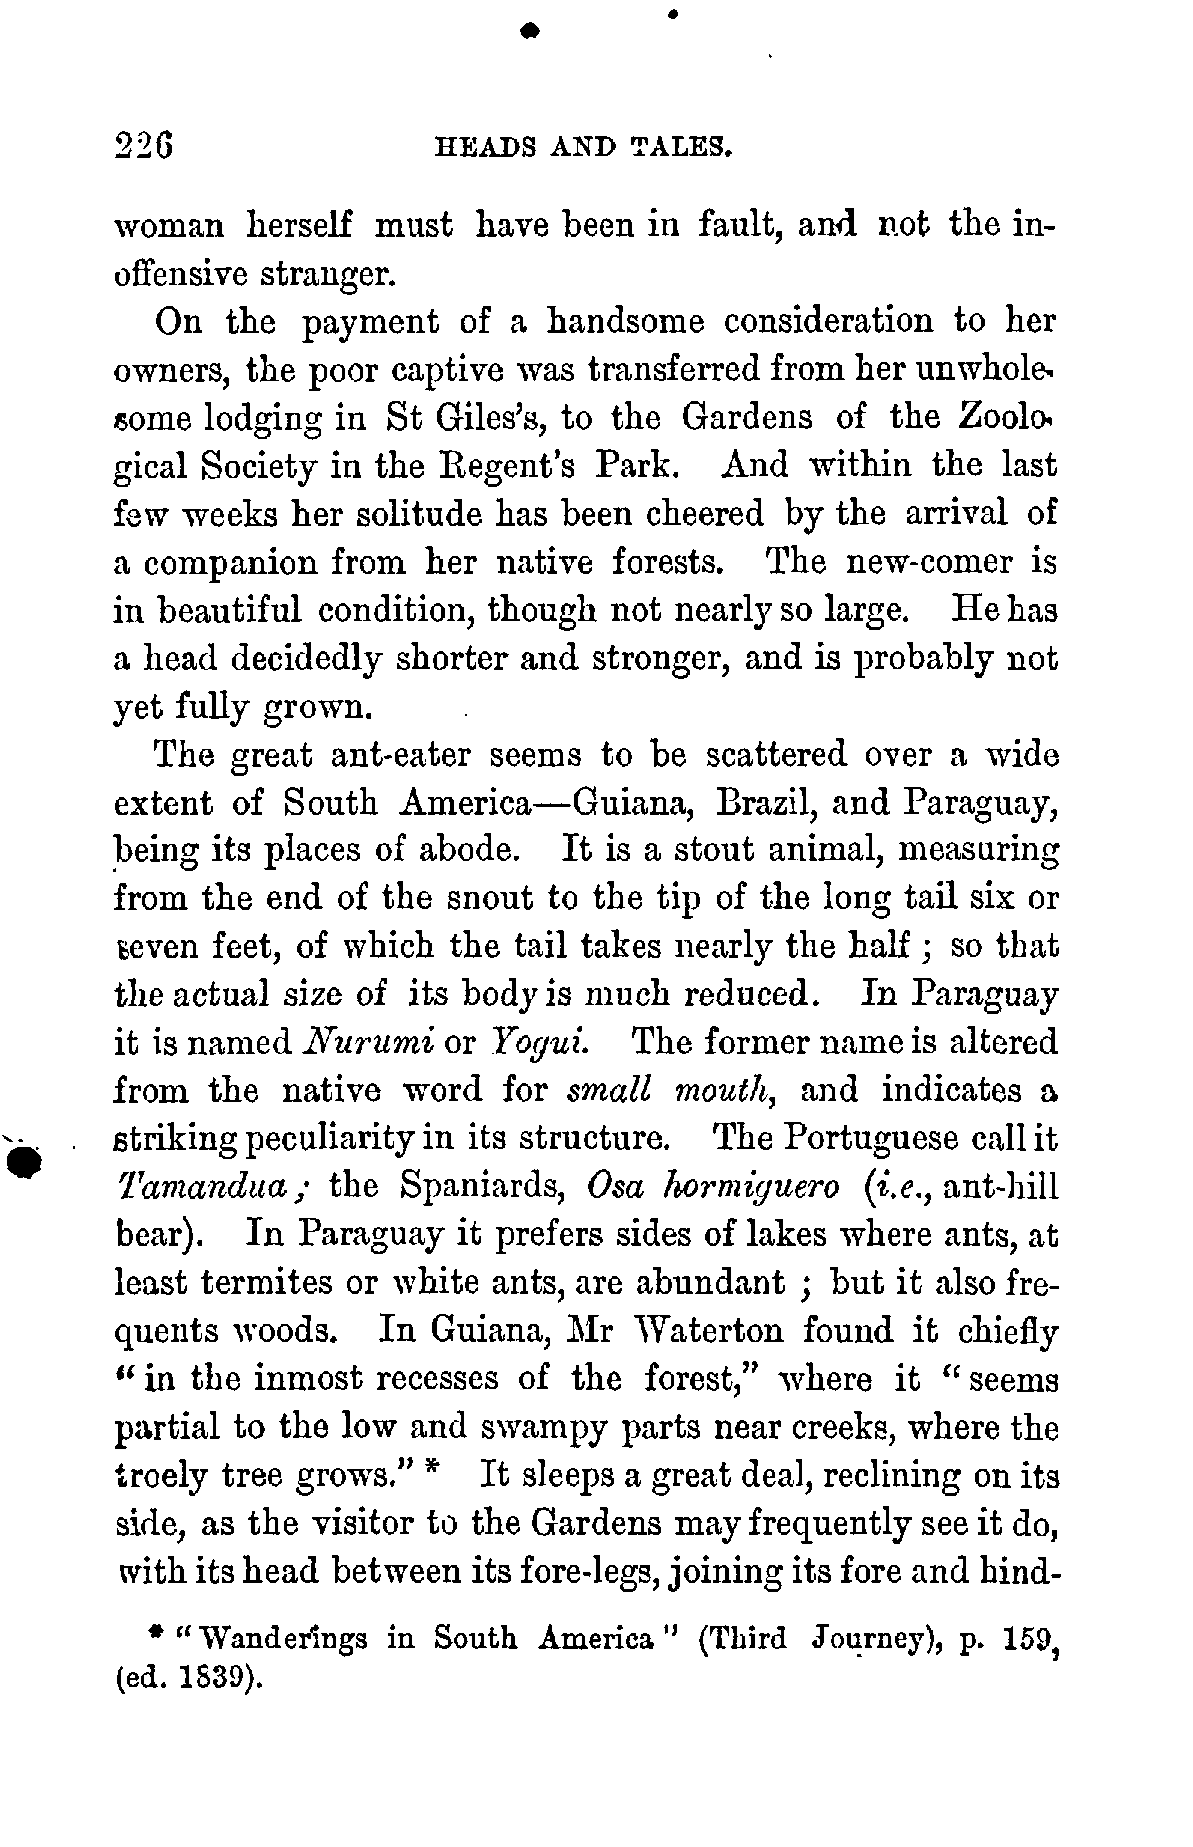 226 HEADS AND TALES.
woman herself must have been in fault, and not the in-
offensive stranger.
On the payment of a handsome consideration to her
owners, the poor captive was transferred from her unwhole-
some lodging in St Giles's, to the Gardens of the Zoolo-
gical Society in the Regent's Park. And within the last
few weeks her solitude has been cheered by the arrival of
a companion from her native forests. The new-comer is
in beautiful condition, though not nearly so large. He has
a head decidedly shorter and stronger, and is probably not
yet fully grown.
The great ant-eater seems to be scattered over a wide
extent of South America—Guiana, Brazil, and Paraguay,
being its places of abode. It is a stout animal, measuring
from the end of the snout to the tip of the long tail six or
seven feet, of which the tail takes nearly the half; so that
the actual size of its body is much reduced. In Paraguay
it is named Nurumi or Yogui. The former name is altered
from the native word for small mouth, and indicates a
striking peculiarity in its structure. The Portuguese call it
Tamandua; the Spaniards, Osa hormiguero (i.e., ant-hill
bear). In Paraguay it prefers sides of lakes where ants, at
least termites or white ants, are abundant; but it also fre-
quents woods. In Guiana, Mr Waterton found it chiefly
"in the inmost recesses of the forest," where it "seems
partial to the low and swampy parts near creeks, where the
troely tree grows."* It sleeps a great deal, reclining on its
side, as the visitor to the Gardens may frequently see it do,
with its head between its fore-legs, joining its fore and hind-
* "Wanderings in South America" (Third Journey), p. 159,
(ed. 1839).